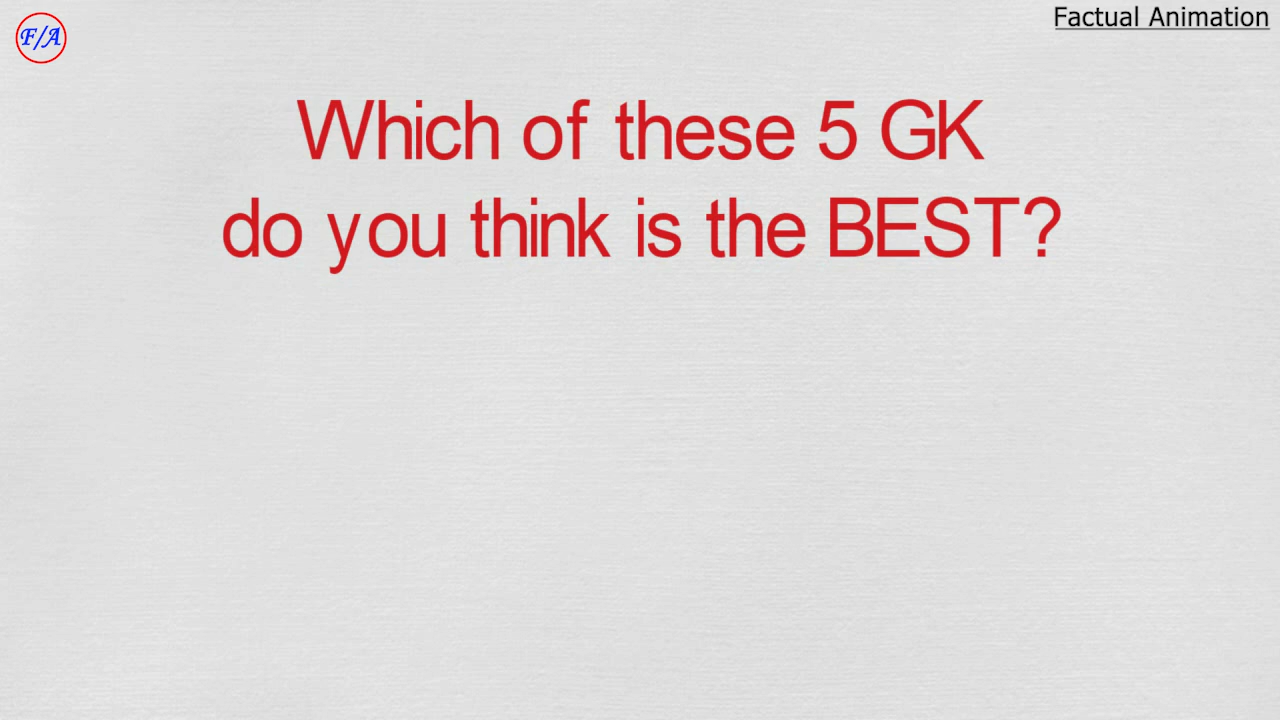 F/A
Factual Animation
Which of these 5 GK
do you think is the BEST?